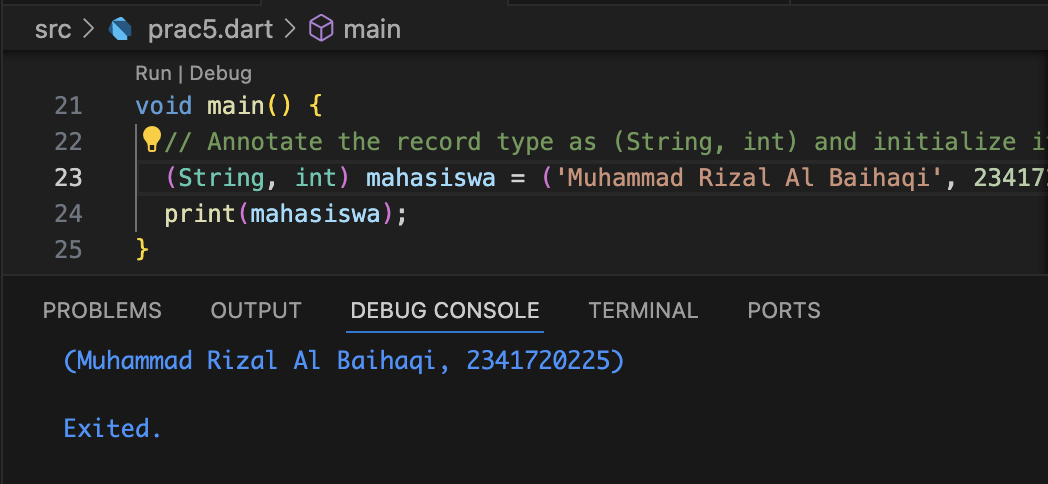 src > prac5.dart > main
Run | Debug
21 void main() {
22 // Annotate the record type as (String, int) and initialize i
23 (String, int) mahasiswa = ('Muhammad Rizal Al Baihaqi', 23417
24 print(mahasiswa);
25 }
PROBLEMS OUTPUT DEBUG CONSOLE TERMINAL PORTS
(Muhammad Rizal Al Baihaqi, 2341720225)
Exited.